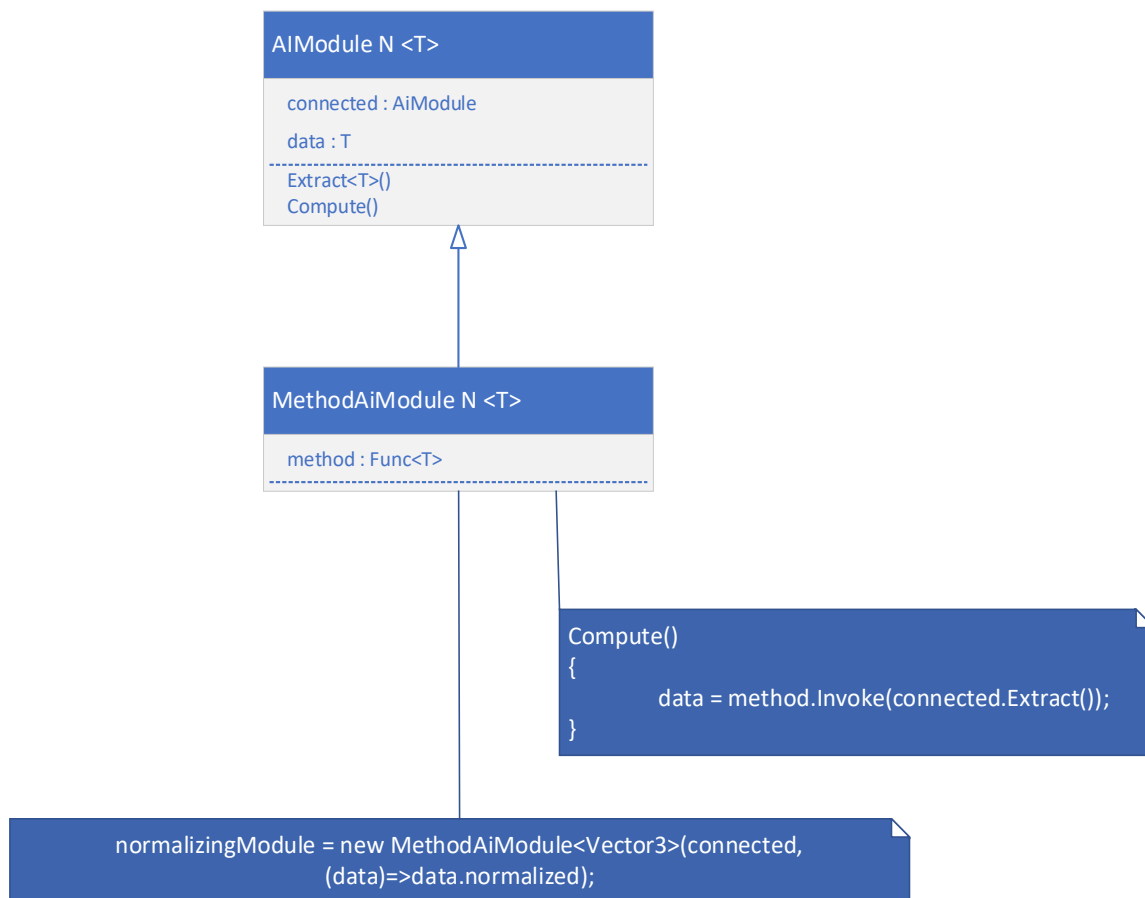 AIModule N <T>
connected : AiModule
data : T
Extract<T>()
Compute()
MethodAiModule N <T>
method : Func<T>
Compute()
{
data = method.Invoke(connected.Extract());
}
normalizingModule = new MethodAiModule<Vector3>(connected,
(data)=>data.normalized);